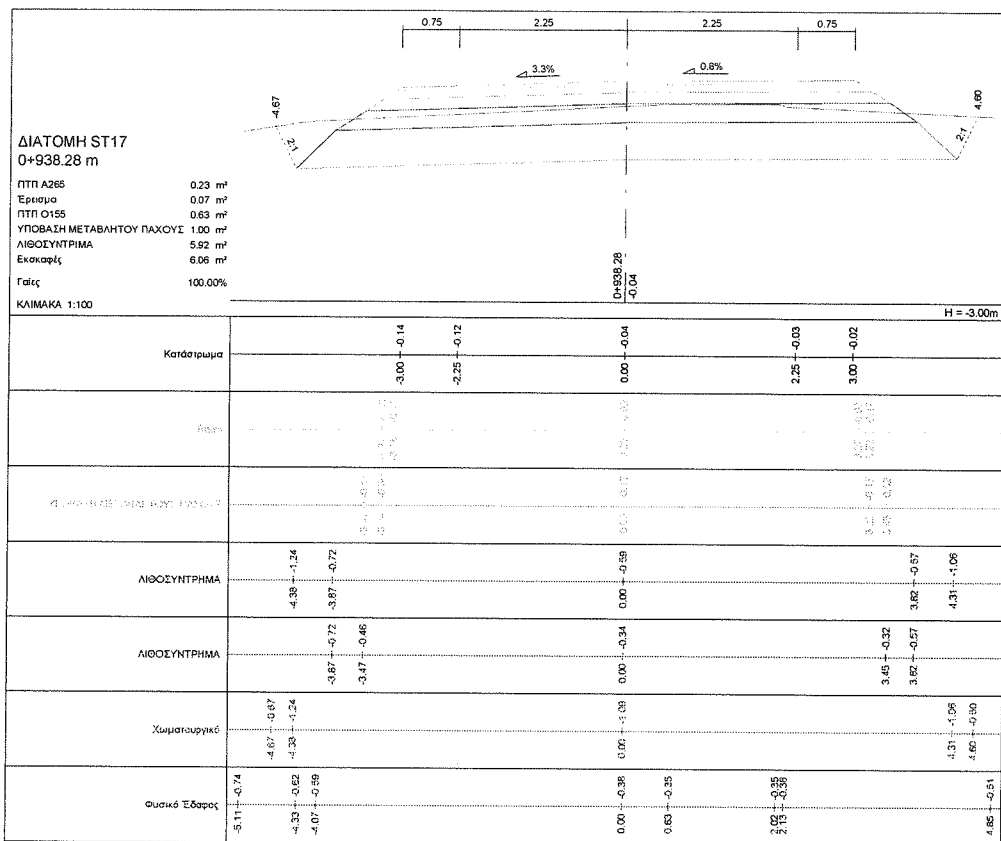 0.75 2.25 2.25 0.75
3.3% 0.6%
4.67 4.60
2:1 2:1
ΔΙΑΤΟΜΗ ST17
0+938.28 m
ΠΤΠ Α265 0.23 m²
Έρεισμα 0.07 m²
ΠΤΠ Ο155 0.63 m²
ΥΠΟΒΑΣΗ ΜΕΤΑΒΛΗΤΟΥ ΠΑΧΟΥΣ 1.00 m²
ΛΙΘΟΣΥΝΤΡΙΜΑ 5.92 m²
Εκσκαφές 6.06 m²
Γαίες 100.00%
ΚΛΙΜΑΚΑ 1:100
0+938.28
-0.04
H = -3.00m
Κατάστρωμα
-3.00 -0.14 -2.25 -0.12 0.00 -0.04 2.25 -0.03 3.00 -0.02
ΛΙΘΟΣΥΝΤΡΗΜΑ
-4.38 -1.24 -3.87 -0.72 0.00 -0.59 3.82 -0.57 4.31 -1.06
ΛΙΘΟΣΥΝΤΡΗΜΑ
-3.87 -0.72 -3.47 -0.46 0.00 -0.34 3.45 -0.32 3.82 -0.57
Χωματουργικό
-4.67 -0.67 -4.38 -1.24 0.00 -1.09 4.31 -1.06 4.60 -0.50
Φυσικό Έδαφος
-5.11 -0.74 -4.33 -0.62 -4.07 -0.59 0.00 -0.38 0.63 -0.35 2.02 -0.35 2.13 -0.36 4.85 -0.51